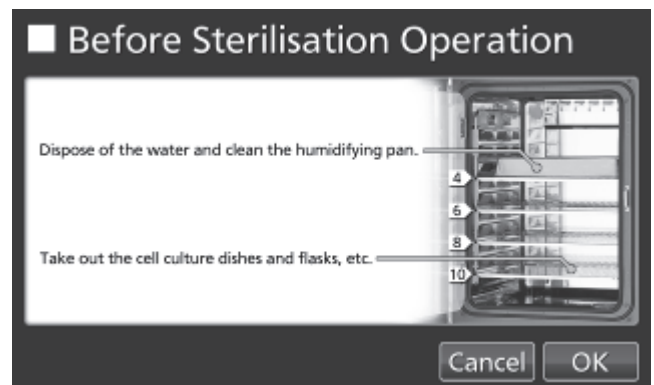 Before Sterilisation Operation
Dispose of the water and clean the humidifying pan.
4
6
8
Take out the cell culture dishes and flasks, etc.
10
Cancel OK